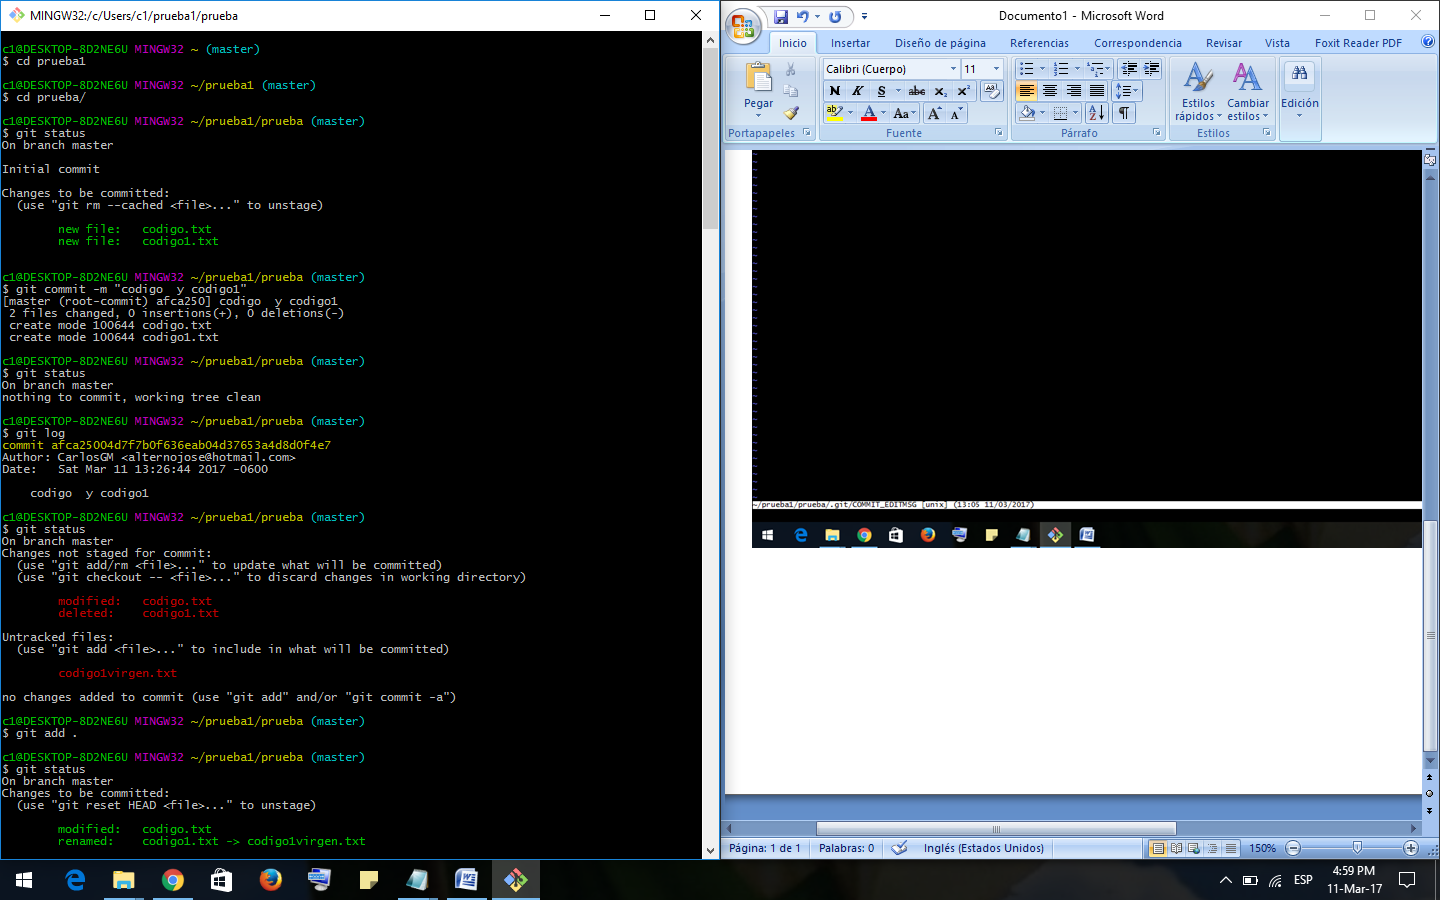 MINGW32:/c/Users/c1/prueba1/prueba
c1@DESKTOP-8D2NE6U MINGW32 ~ (master)
$ cd prueba1
c1@DESKTOP-8D2NE6U MINGW32 ~/prueba1 (master)
$ cd prueba/
c1@DESKTOP-8D2NE6U MINGW32 ~/prueba1/prueba (master)
$ git status
On branch master
Initial commit
Changes to be committed:
(use "git rm --cached <file>..." to unstage)
new file:   codigo.txt
new file:   codigo1.txt
c1@DESKTOP-8D2NE6U MINGW32 ~/prueba1/prueba (master)
$ git commit -m "codigo  y codigo1"
[master (root-commit) afca250] codigo  y codigo1
2 files changed, 0 insertions(+), 0 deletions(-)
create mode 100644 codigo.txt
create mode 100644 codigo1.txt
c1@DESKTOP-8D2NE6U MINGW32 ~/prueba1/prueba (master)
$ git status
On branch master
nothing to commit, working tree clean
c1@DESKTOP-8D2NE6U MINGW32 ~/prueba1/prueba (master)
$ git log
commit afca25004d7f7b0f636eab04d37653a4d8d0f4e7
Author: CarlosGM <alternojose@hotmail.com>
Date:   Sat Mar 11 13:26:44 2017 -0600
codigo  y codigo1
c1@DESKTOP-8D2NE6U MINGW32 ~/prueba1/prueba (master)
$ git status
On branch master
Changes not staged for commit:
(use "git add/rm <file>..." to update what will be committed)
(use "git checkout -- <file>..." to discard changes in working directory)
modified:   codigo.txt
deleted:    codigo1.txt
Untracked files:
(use "git add <file>..." to include in what will be committed)
codigo1virgen.txt
no changes added to commit (use "git add" and/or "git commit -a")
c1@DESKTOP-8D2NE6U MINGW32 ~/prueba1/prueba (master)
$ git add .
c1@DESKTOP-8D2NE6U MINGW32 ~/prueba1/prueba (master)
$ git status
On branch master
Changes to be committed:
(use "git reset HEAD <file>..." to unstage)
modified:   codigo.txt
renamed:    codigo1.txt -> codigo1virgen.txt
Documento1 - Microsoft Word
Inicio Insertar Diseño de página Referencias Correspondencia Revisar Vista Foxit Reader PDF
Pegar
Portapapeles
Calibri (Cuerpo) 11
N K S abc x₂ x²
ab A Aa A A
Fuente
Párrafo
Estilos rápidos
Cambiar estilos
Estilos
Edición
~/prueba1/prueba/.git/COMMIT_EDITMSG [unix] (13:05 11/03/2017)
Página: 1 de 1 Palabras: 0 Inglés (Estados Unidos) 150%
ESP
4:59 PM
11-Mar-17